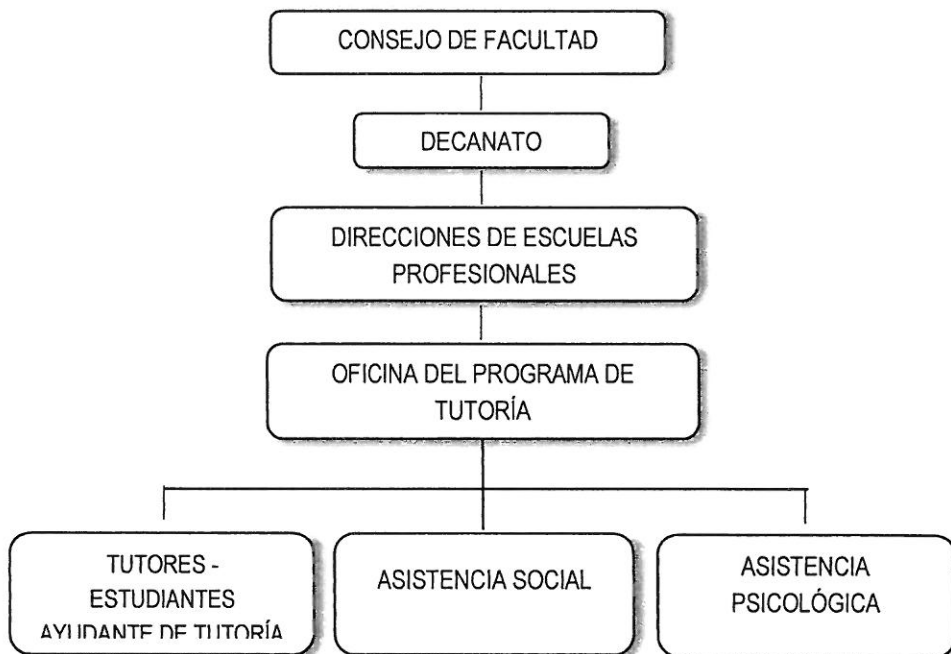 CONSEJO DE FACULTAD
DECANATO
DIRECCIONES DE ESCUELAS
PROFESIONALES
OFICINA DEL PROGRAMA DE
TUTORÍA
TUTORES -
ESTUDIANTES
AYUDANTE DE TUTORÍA
ASISTENCIA SOCIAL
ASISTENCIA
PSICOLÓGICA